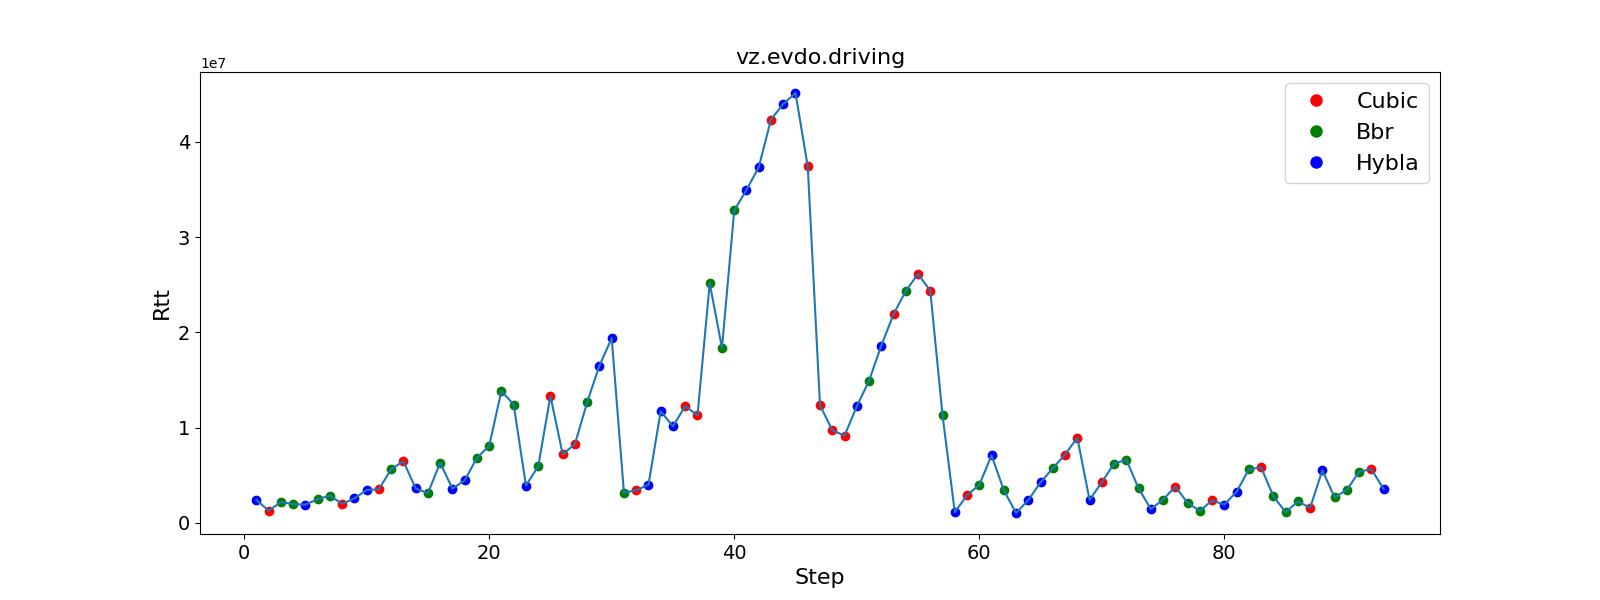 vz.evdo.driving
1e7
Cubic
Bbr
Hybla
4
3
2
1
0
Rtt
0 20 40 60 80
Step